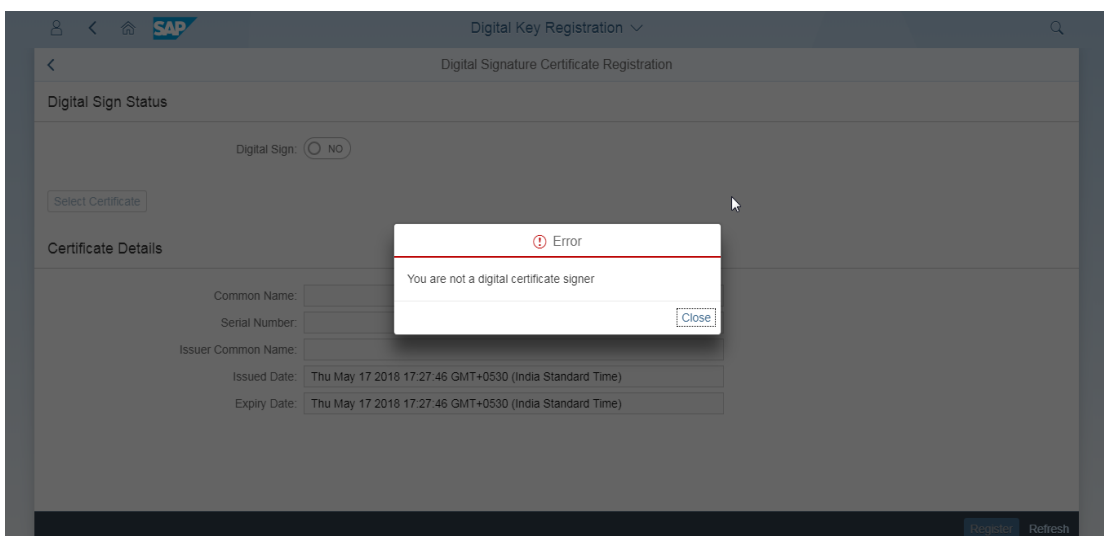 SAP
Digital Key Registration
Digital Signature Certificate Registration
Digital Sign Status
Digital Sign: NO
Select Certificate
Error
You are not a digital certificate signer
Close
Certificate Details
Common Name:
Serial Number:
Issuer Common Name:
Issued Date: Thu May 17 2018 17:27:46 GMT+0530 (India Standard Time)
Expiry Date: Thu May 17 2018 17:27:46 GMT+0530 (India Standard Time)
Register Refresh